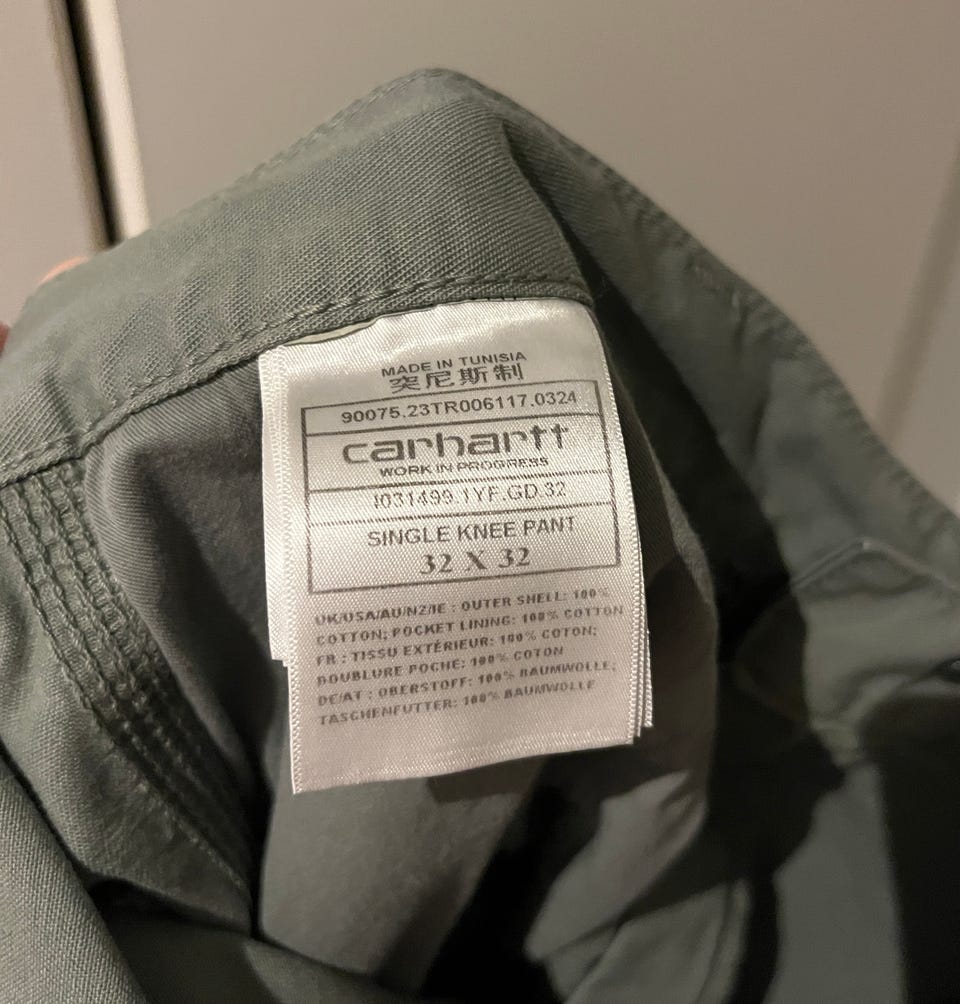 MADE IN TUNISIA
突尼斯制
90075.23TR006117.0324
carhartt
WORK IN PROGRESS
I031499.1YF.GD.32
SINGLE KNEE PANT
32 X 32
UK/USA/AU/NZ/IE : OUTER SHELL: 100%
COTTON; POCKET LINING: 100% COTTON
FR : TISSU EXTÉRIEUR: 100% COTON;
DOUBLURE POCHE: 100% COTON
DE/AT : OBERSTOFF: 100% BAUMWOLLE;
TASCHENFUTTER: 100% BAUMWOLLE